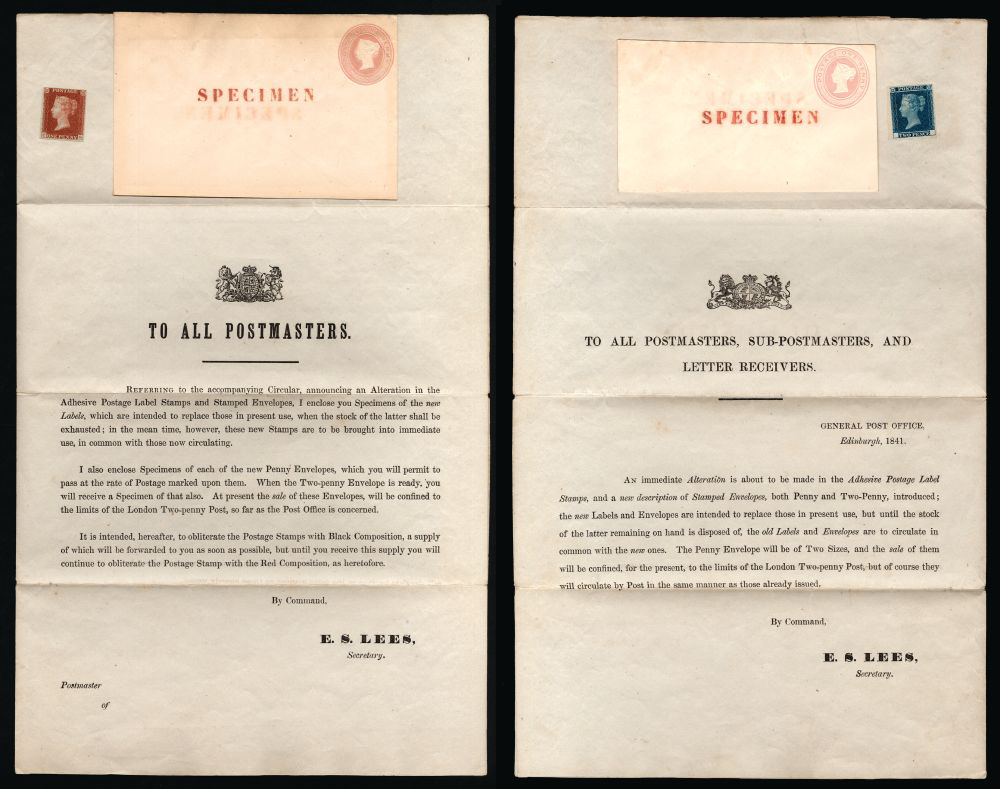 POSTAGE
ONE PENNY
SPECIMEN
TO ALL POSTMASTERS.
REFERRING to the accompanying Circular, announcing an Alteration in the
Adhesive Postage Label Stamps and Stamped Envelopes, I enclose you Specimens of the new
Labels, which are intended to replace those in present use, when the stock of the latter shall be
exhausted; in the mean time, however, these new Stamps are to be brought into immediate
use, in common with those now circulating.
I also enclose Specimens of each of the new Penny Envelopes, which you will permit to
pass at the rate of Postage marked upon them. When the Two-penny Envelope is ready, you
will receive a Specimen of that also. At present the sale of these Envelopes, will be confined to
the limits of the London Two-penny Post, so far as the Post Office is concerned.
It is intended, hereafter, to obliterate the Postage Stamps with Black Composition, a supply
of which will be forwarded to you as soon as possible, but until you receive this supply you will
continue to obliterate the Postage Stamp with the Red Composition, as heretofore.
By Command.
E. S. LEES,
Secretary.
Postmaster
of
SPECIMEN
POSTAGE ONE PENNY
POSTAGE
TWO PENCE
TO ALL POSTMASTERS, SUB-POSTMASTERS, AND
LETTER RECEIVERS.
GENERAL POST OFFICE,
Edinburgh, 1841.
AN immediate Alteration is about to be made in the Adhesive Postage Label
Stamps, and a new description of Stamped Envelopes, both Penny and Two-Penny, introduced;
the new Labels and Envelopes are intended to replace those in present use, but until the stock
of the latter remaining on hand is disposed of, the old Labels and Envelopes are to circulate in
common with the new ones. The Penny Envelope will be of Two Sizes, and the sale of them
will be confined, for the present, to the limits of the London Two-penny Post, but of course they
will circulate by Post in the same manner as those already issued.
By Command,
E. S. LEES,
Secretary.